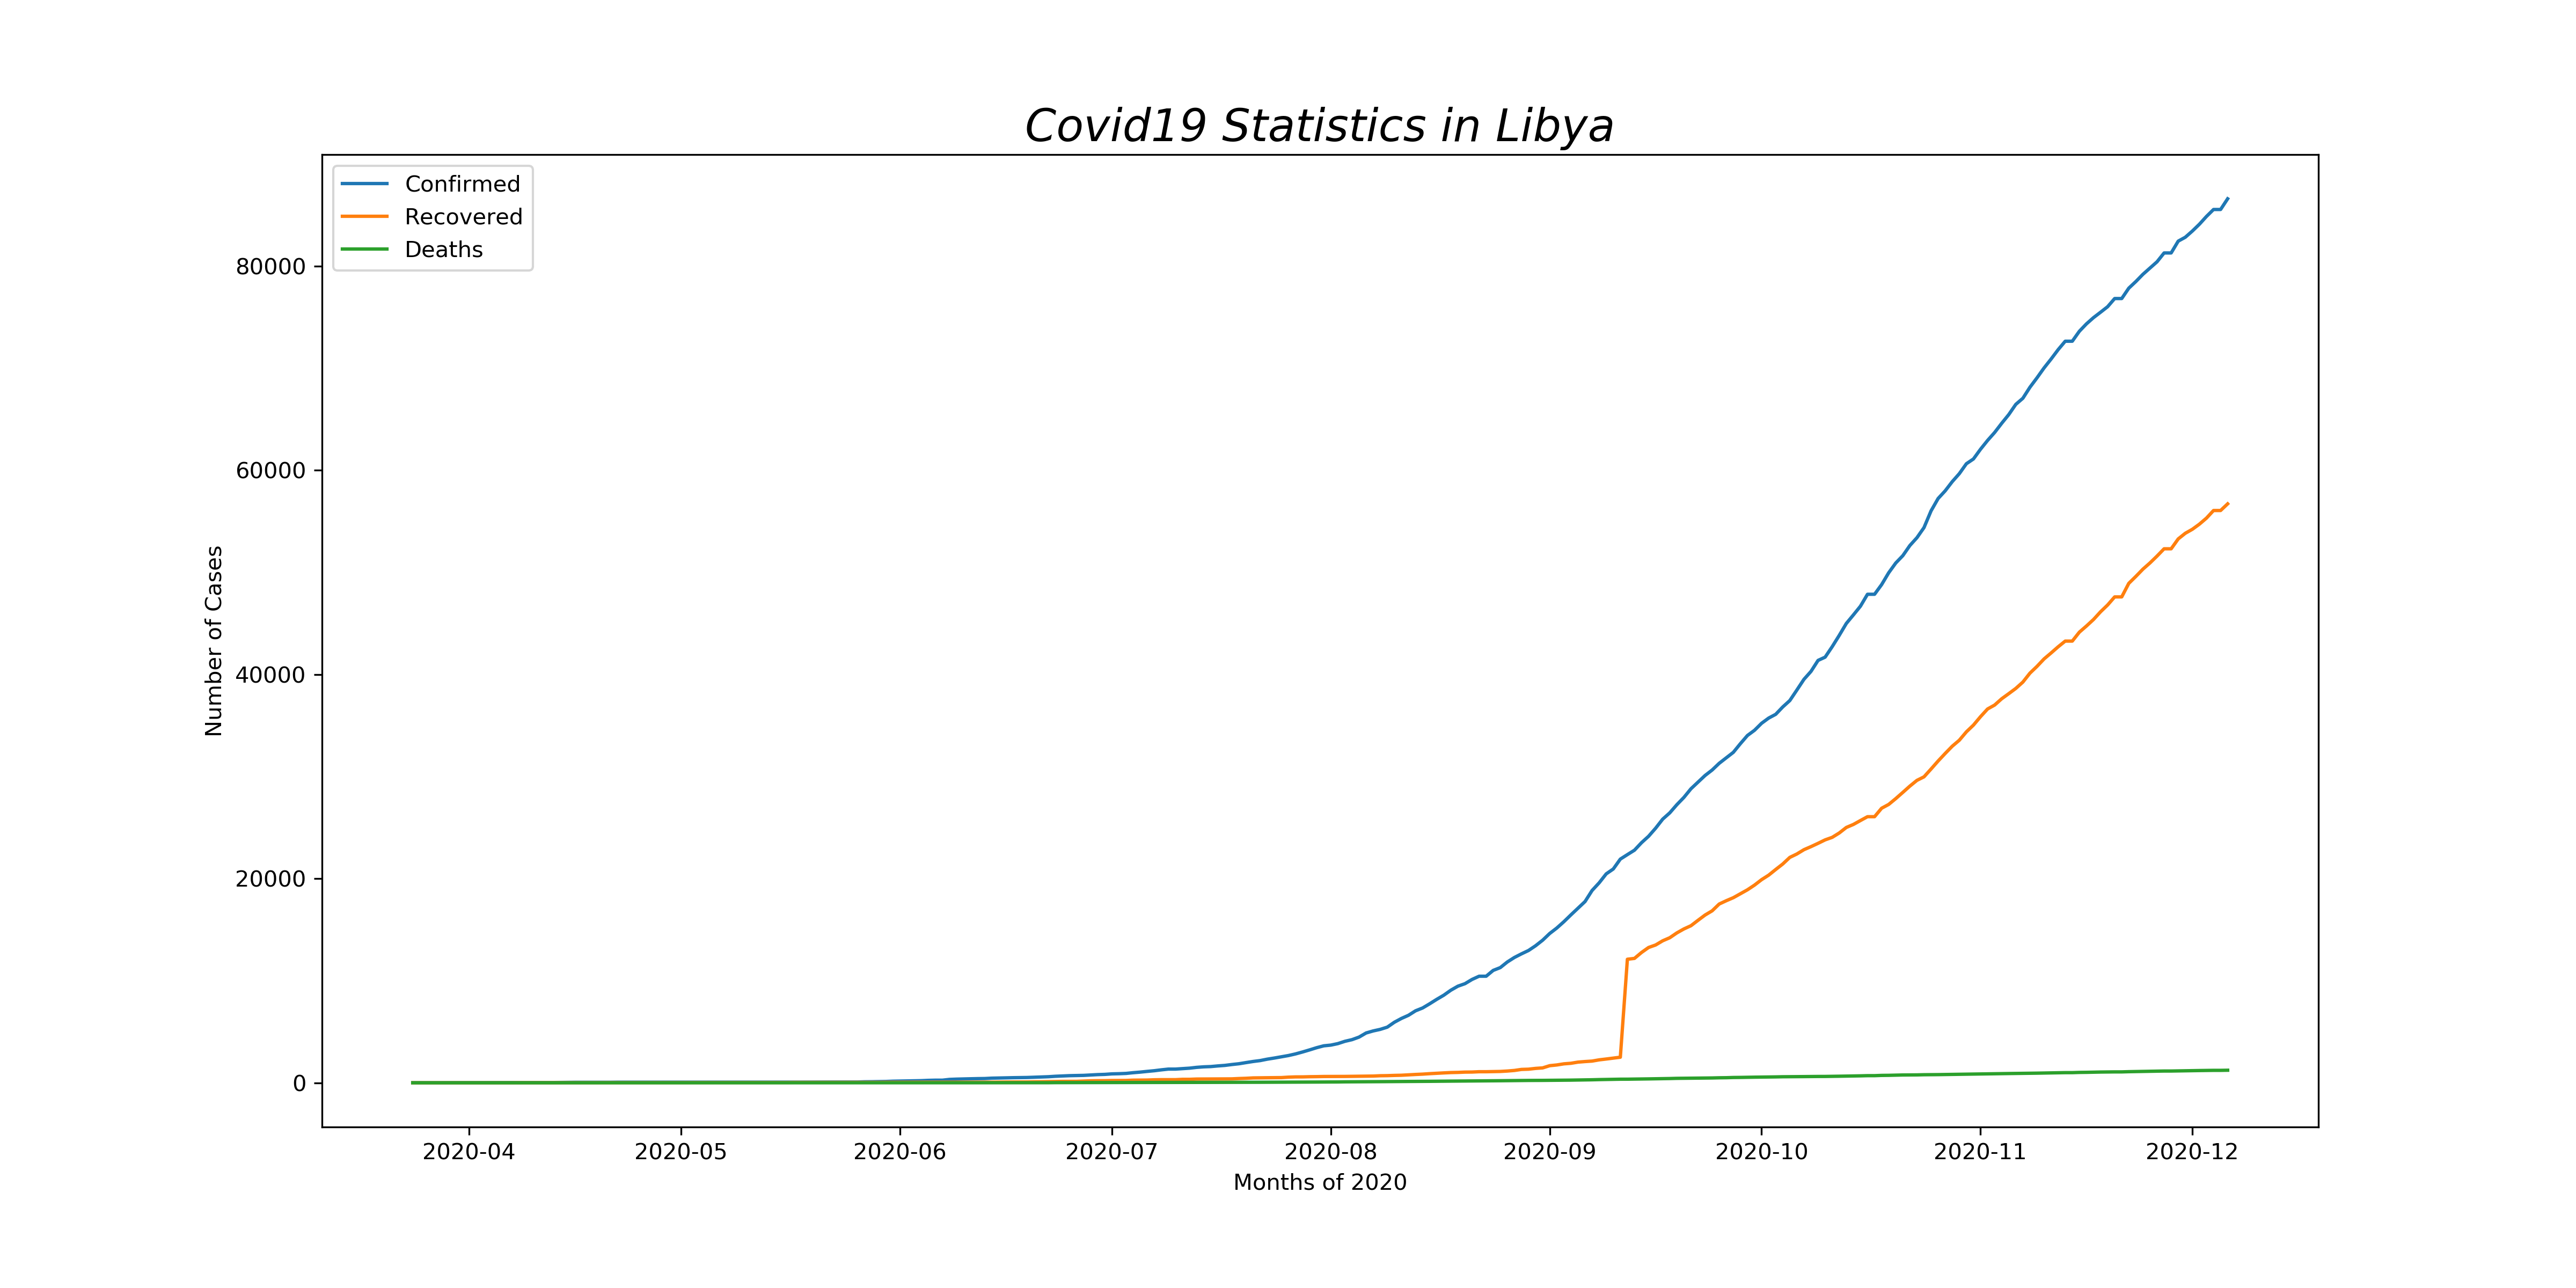 Covid19 Statistics in Libya
Confirmed
Recovered
Deaths
80000
60000
40000
20000
0
Number of Cases
2020-04 2020-05 2020-06 2020-07 2020-08 2020-09 2020-10 2020-11 2020-12
Months of 2020